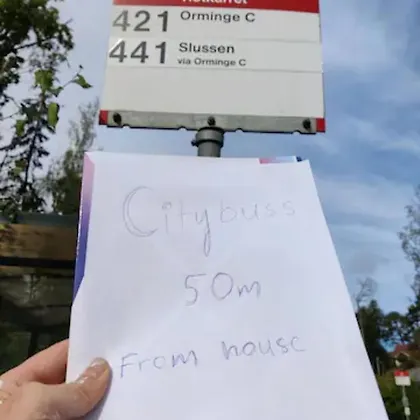 421 Orminge C
441 Slussen
via Orminge C
Citybuss
50m
From house